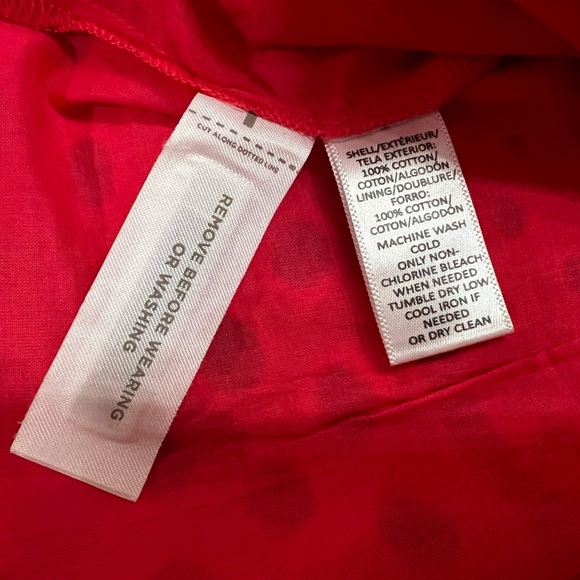 CUT ALONG DOTTED LINE
REMOVE BEFORE WEARING
OR WASHING
SHELL/EXTÉRIEUR/
TELA EXTERIOR:
100% COTTON/
COTON/ALGODÓN
LINING/DOUBLURE/
FORRO:
100% COTTON/
COTON/ALGODÓN
MACHINE WASH
COLD
ONLY NON-
CHLORINE BLEACH
WHEN NEEDED
TUMBLE DRY LOW
COOL IRON IF
NEEDED
OR DRY CLEAN